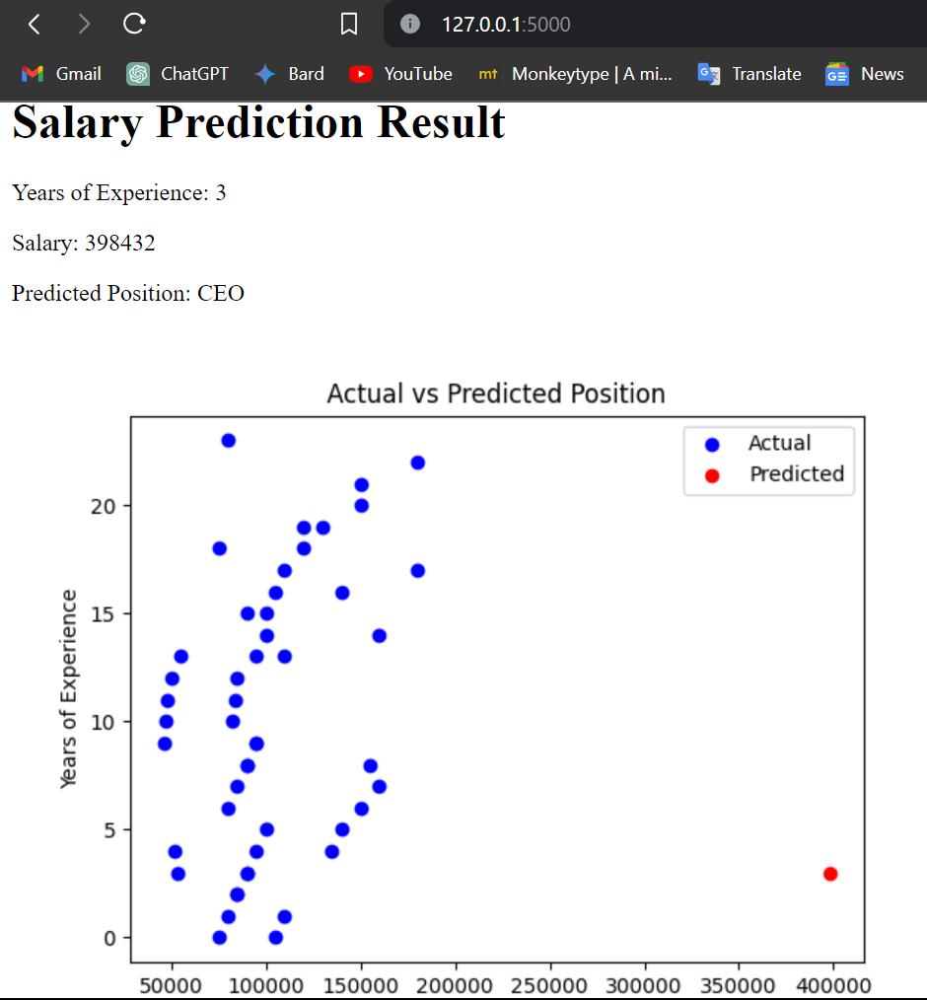 127.0.0.1:5000
Gmail ChatGPT Bard YouTube mt Monkeytype | A mi... Translate News
Salary Prediction Result
Years of Experience: 3
Salary: 398432
Predicted Position: CEO
Actual vs Predicted Position
Actual
Predicted
20
15
10
5
0
Years of Experience
50000 100000 150000 200000 250000 300000 350000 400000